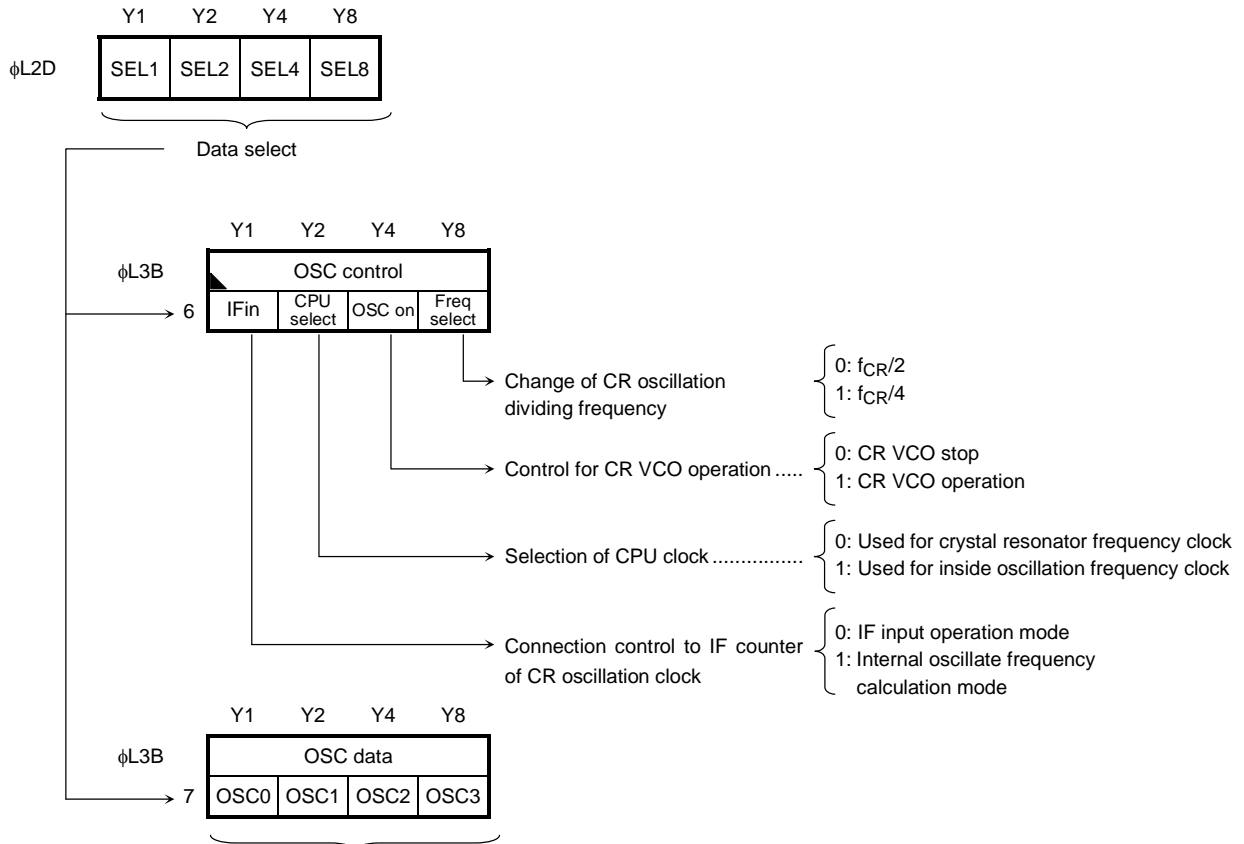 Y1 Y2 Y4 Y8
ϕL2D SEL1 SEL2 SEL4 SEL8
Data select
Y1 Y2 Y4 Y8
ϕL3B OSC control
6 IFin CPU select OSC on Freq select
Change of CR oscillation
dividing frequency
0: fCR/2
1: fCR/4
Control for CR VCO operation .....
0: CR VCO stop
1: CR VCO operation
Selection of CPU clock ................
0: Used for crystal resonator frequency clock
1: Used for inside oscillation frequency clock
Connection control to IF counter
of CR oscillation clock
0: IF input operation mode
1: Internal oscillate frequency
calculation mode
Y1 Y2 Y4 Y8
ϕL3B OSC data
7 OSC0 OSC1 OSC2 OSC3